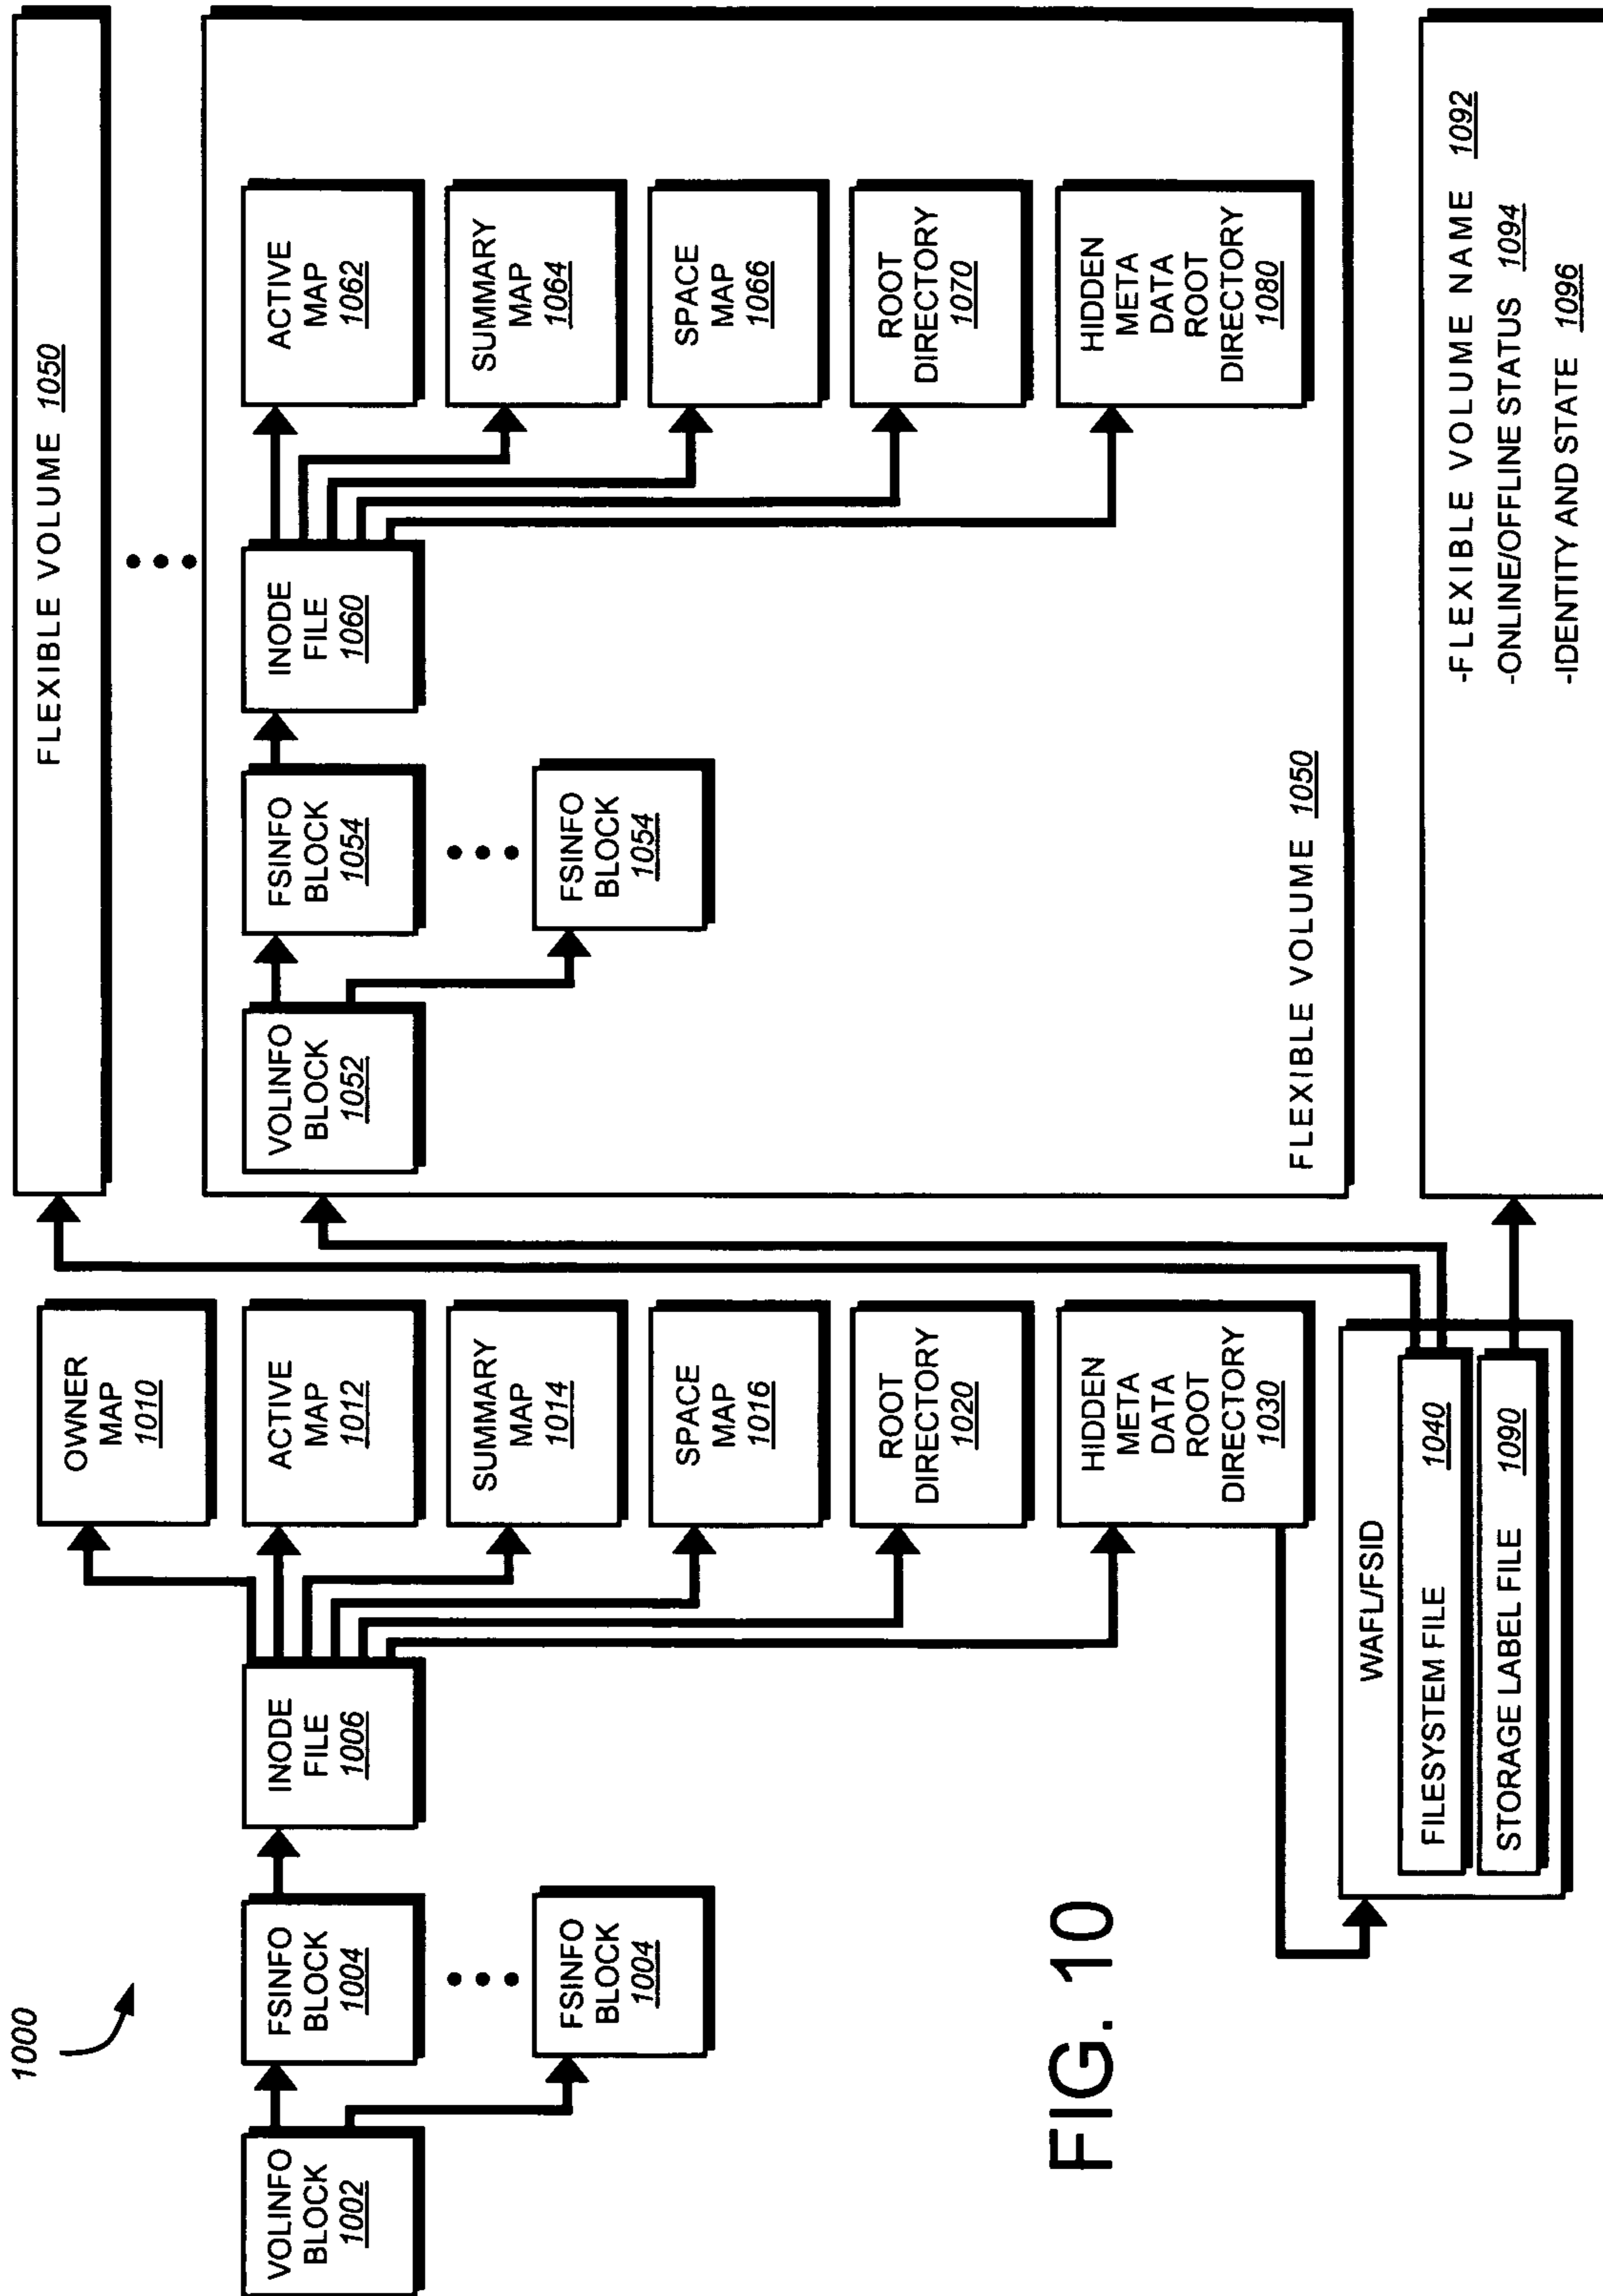 1000
VOLINFO
BLOCK
1002
FSINFO
BLOCK
1004
FSINFO
BLOCK
1004
INODE
FILE
1006
OWNER
MAP
1010
ACTIVE
MAP
1012
SUMMARY
MAP
1014
SPACE
MAP
1016
ROOT
DIRECTORY
1020
HIDDEN
META
DATA
ROOT
DIRECTORY
1030
WAFL/FSID
FILESYSTEM FILE 1040
STORAGE LABEL FILE 1090
FLEXIBLE VOLUME 1050
VOLINFO
BLOCK
1052
FSINFO
BLOCK
1054
FSINFO
BLOCK
1054
INODE
FILE
1060
ACTIVE
MAP
1062
SUMMARY
MAP
1064
SPACE
MAP
1066
ROOT
DIRECTORY
1070
HIDDEN
META
DATA
ROOT
DIRECTORY
1080
FLEXIBLE VOLUME 1050
-FLEXIBLE VOLUME NAME 1092
-ONLINE/OFFLINE STATUS 1094
-IDENTITY AND STATE 1096
FIG. 10